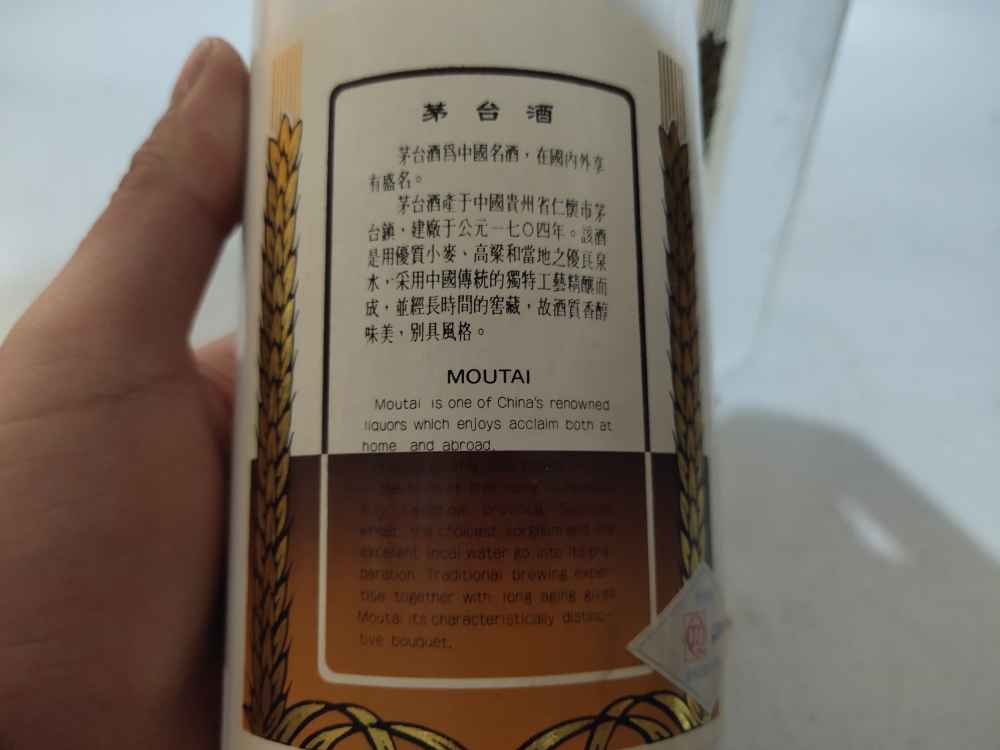 茅台酒
茅台酒爲中國名酒，在國內外享
有盛名。
茅台酒產于中國貴州省仁懷市茅
台鎮，建廠于公元一七〇四年。該酒
是用優質小麥、高粱和當地之優良泉
水，采用中國傳統的獨特工藝精釀而
成，並經長時間的窖藏，故酒質香醇
味美，別具風格。
MOUTAI
Moutai is one of China's renowned
liquors which enjoys acclaim both at
home and abroad.
wheat, the choicest sorghum and the
excellent local water go into its pre-
paration. Traditional brewing exper-
tise together with long aging gives
Moutai its characteristically distinc-
tive bouquet.